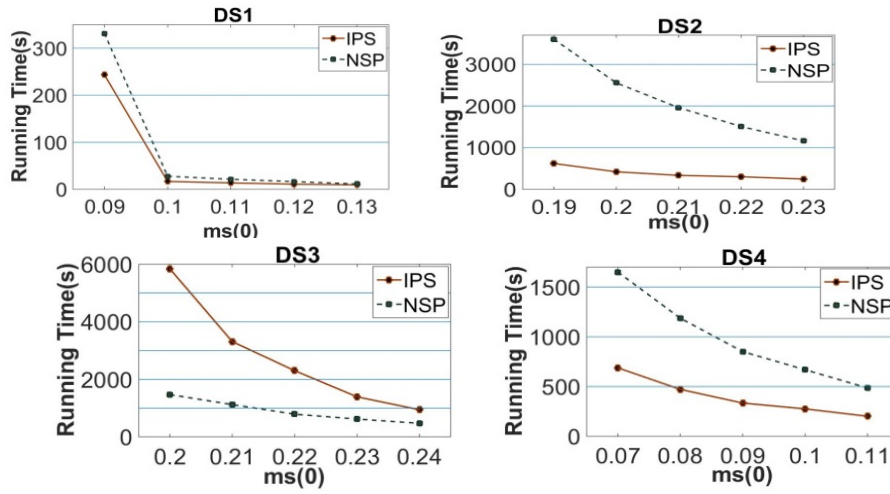 DS1
300
200
100
0
Running Time(s)
IPS
NSP
0.09 0.1 0.11 0.12 0.13
ms(0)
DS2
3000
2000
1000
0
Running Time(s)
IPS
NSP
0.19 0.2 0.21 0.22 0.23
ms(0)
DS3
6000
4000
2000
0
Running Time(s)
IPS
NSP
0.2 0.21 0.22 0.23 0.24
ms(0)
DS4
1500
1000
500
0
Running Time(s)
IPS
NSP
0.07 0.08 0.09 0.1 0.11
ms(0)